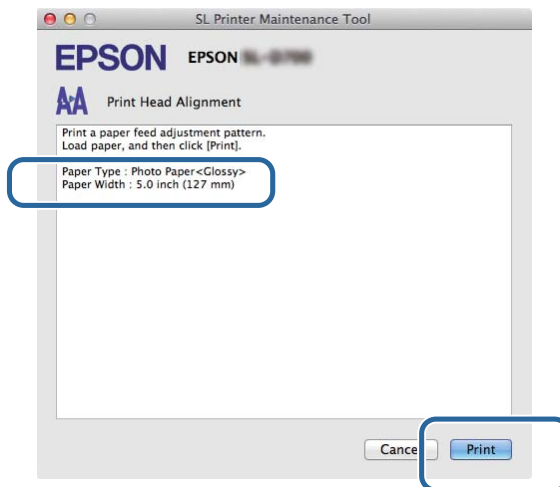 SL Printer Maintenance Tool
EPSON EPSON
Print Head Alignment
Print a paper feed adjustment pattern.
Load paper, and then click [Print].
Paper Type : Photo Paper<Glossy>
Paper Width : 5.0 inch (127 mm)
Cancel Print